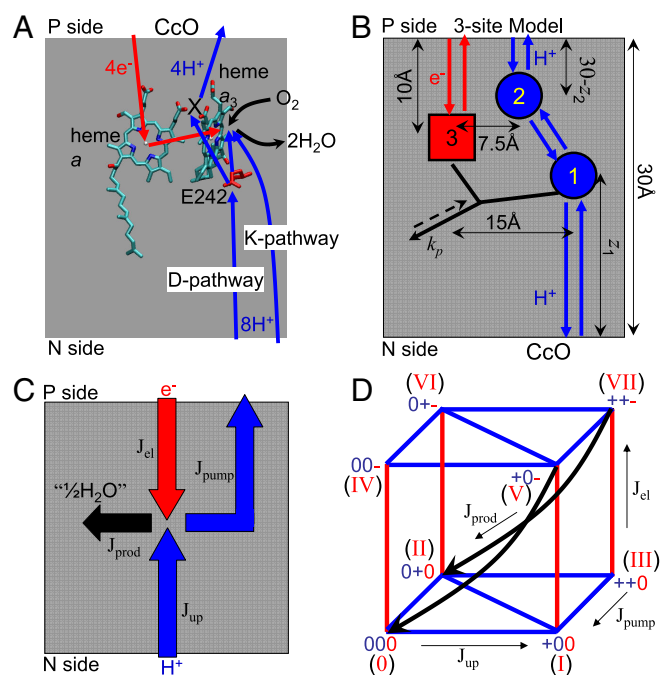 A
P side
CcO
4e-
4H+
heme
a3
X
O2
heme
a
2H2O
E242
K-pathway
D-pathway
8H+
N side
B
P side
3-site Model
e-
H+
10Å
30-z2
2
3
7.5Å
1
30Å
15Å
kp
z1
H+
N side
CcO
C
P side
e-
Jel
Jpump
"½H2O"
Jprod
Jup
N side
H+
D
(VI)
(VII)
0+-
++-
00-
(IV)
+0-
(V)
Jel
Jprod
(II)
(III)
0+0
++0
Jpump
000
(0)
Jup
+00
(I)